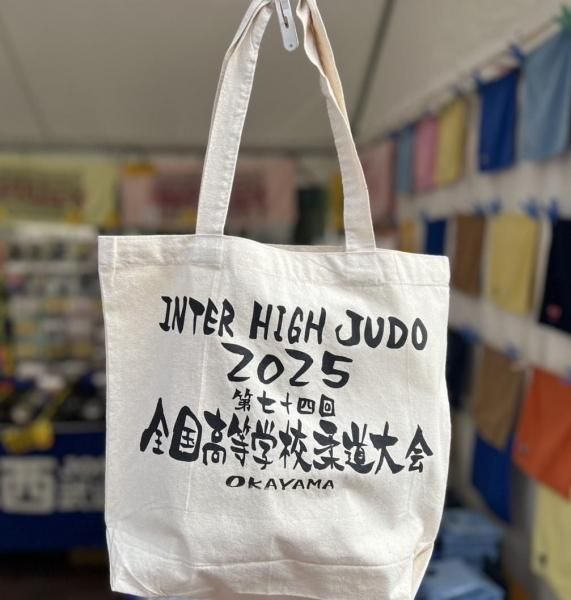 INTER HIGH JUDO
2025
第七十四回
全国高等学校柔道大会
OKAYAMA
西